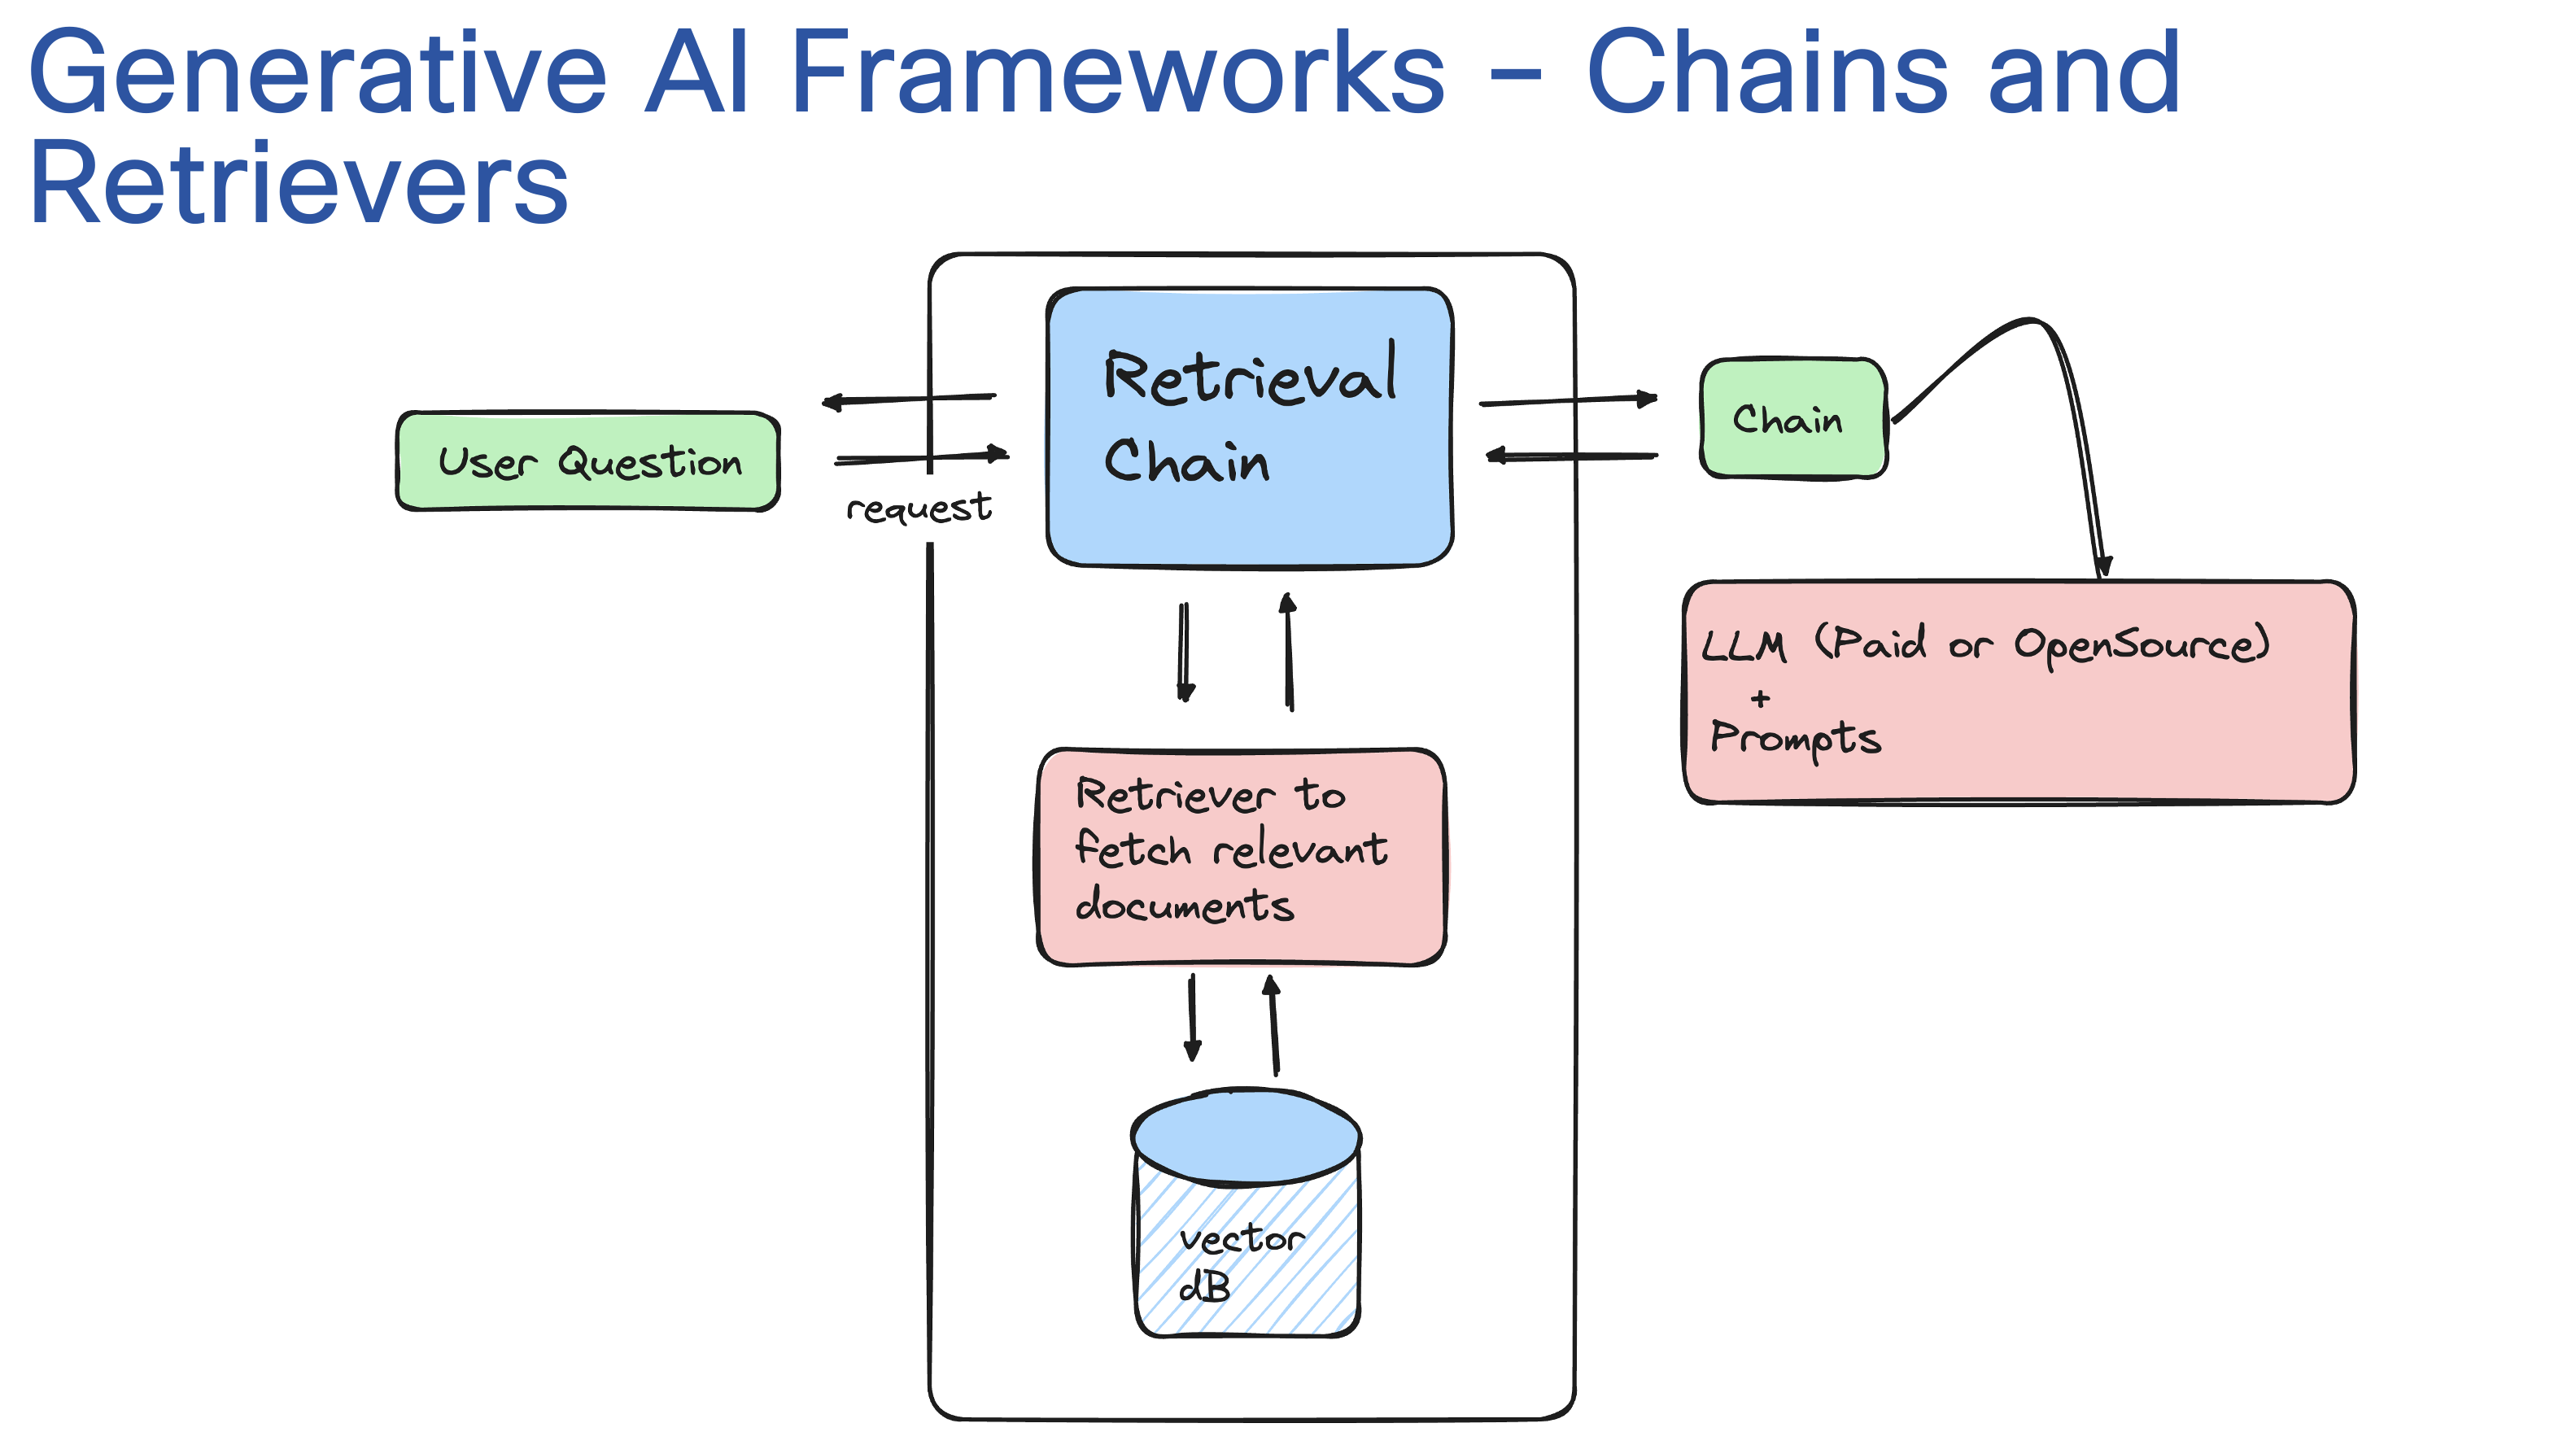 Generative AI Frameworks – Chains and
Retrievers
User Question
request
Retrieval
Chain
Chain
LLM (Paid or OpenSource)
+
Prompts
Retriever to
fetch relevant
documents
vector
dB